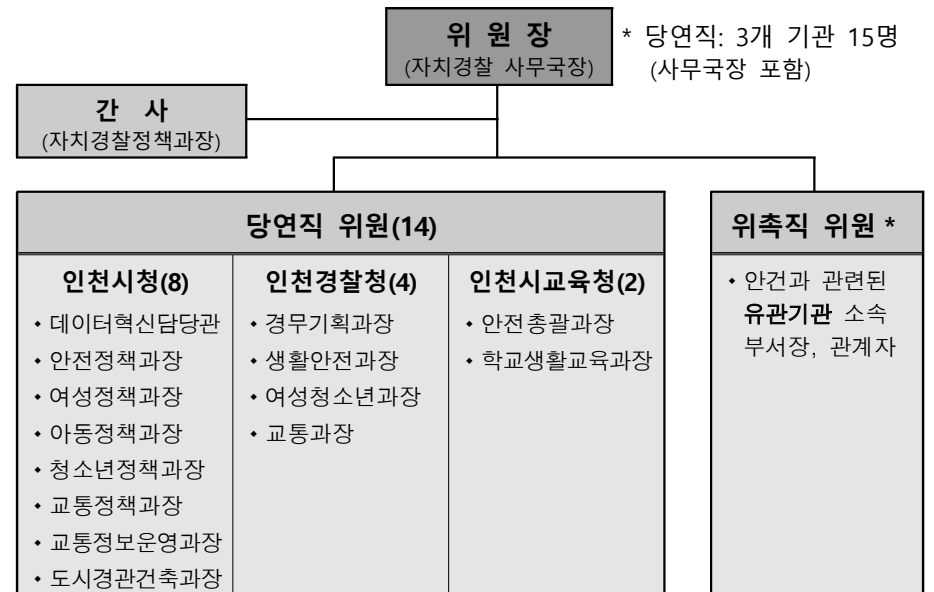 위 원 장
(자치경찰 사무국장)
* 당연직: 3개 기관 15명
(사무국장 포함)
간 사
(자치경찰정책과장)
당연직 위원(14)
인천시청(8)
• 데이터혁신담당관
• 안전정책과장
• 여성정책과장
• 아동정책과장
• 청소년정책과장
• 교통정책과장
• 교통정보운영과장
• 도시경관건축과장
인천경찰청(4)
• 경무기획과장
• 생활안전과장
• 여성청소년과장
• 교통과장
인천시교육청(2)
• 안전총괄과장
• 학교생활교육과장
위촉직 위원 *
• 안건과 관련된
유관기관 소속
부서장, 관계자